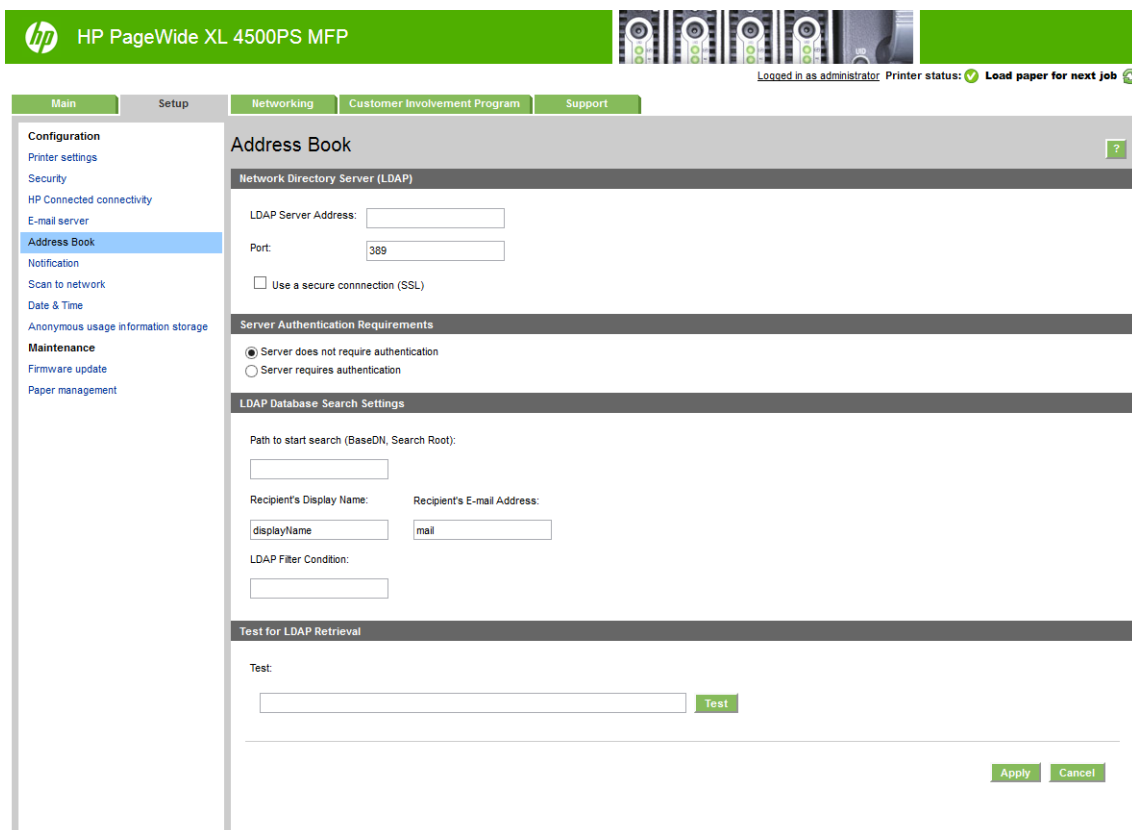 hp HP PageWide XL 4500PS MFP
UID
Logged in as administrator Printer status: Load paper for next job
Main Setup Networking Customer Involvement Program Support
Configuration
Printer settings
Security
HP Connected connectivity
E-mail server
Address Book
Notification
Scan to network
Date & Time
Anonymous usage information storage
Maintenance
Firmware update
Paper management
Address Book ?
Network Directory Server (LDAP)
LDAP Server Address:
Port: 389
Use a secure connnection (SSL)
Server Authentication Requirements
Server does not require authentication
Server requires authentication
LDAP Database Search Settings
Path to start search (BaseDN, Search Root):
Recipient's Display Name: Recipient's E-mail Address:
displayName mail
LDAP Filter Condition:
Test for LDAP Retrieval
Test:
Test
Apply Cancel